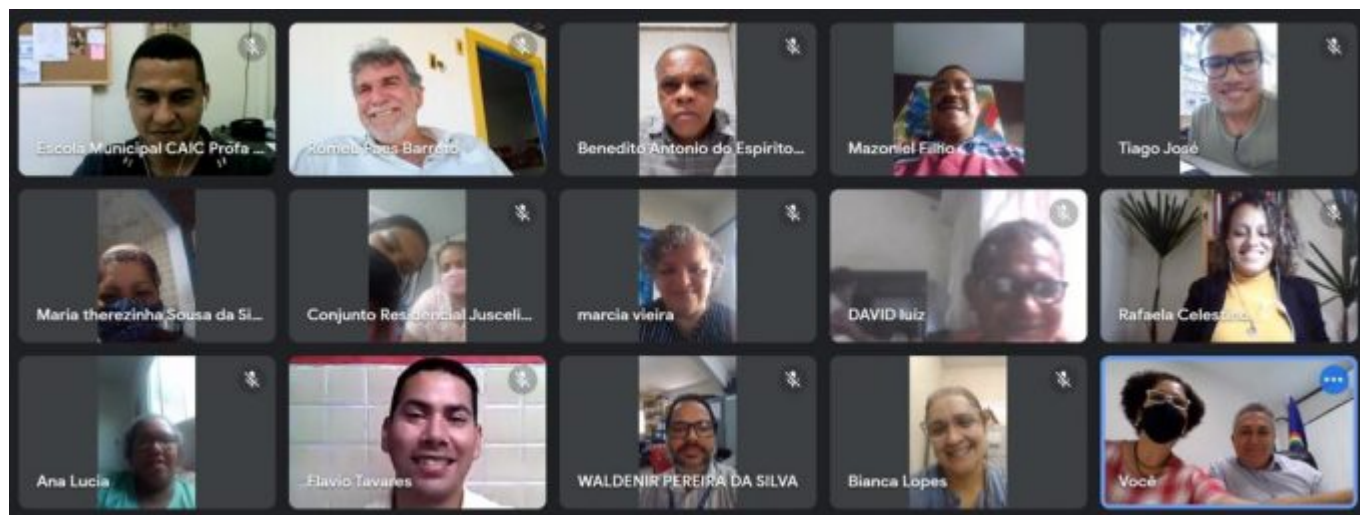 Escola Municipal CAIC Profa ...
Romeu Paes Barreto
Benedito Antonio do Espirito...
Mazoniel Filho
Tiago José
Maria therezinha Sousa da Si...
Conjunto Residencial Jusceli...
marcia vieira
DAVID luiz
Rafaela Celestino
Ana Lucia
Flavio Tavares
WALDENIR PEREIRA DA SILVA
Bianca Lopes
Você